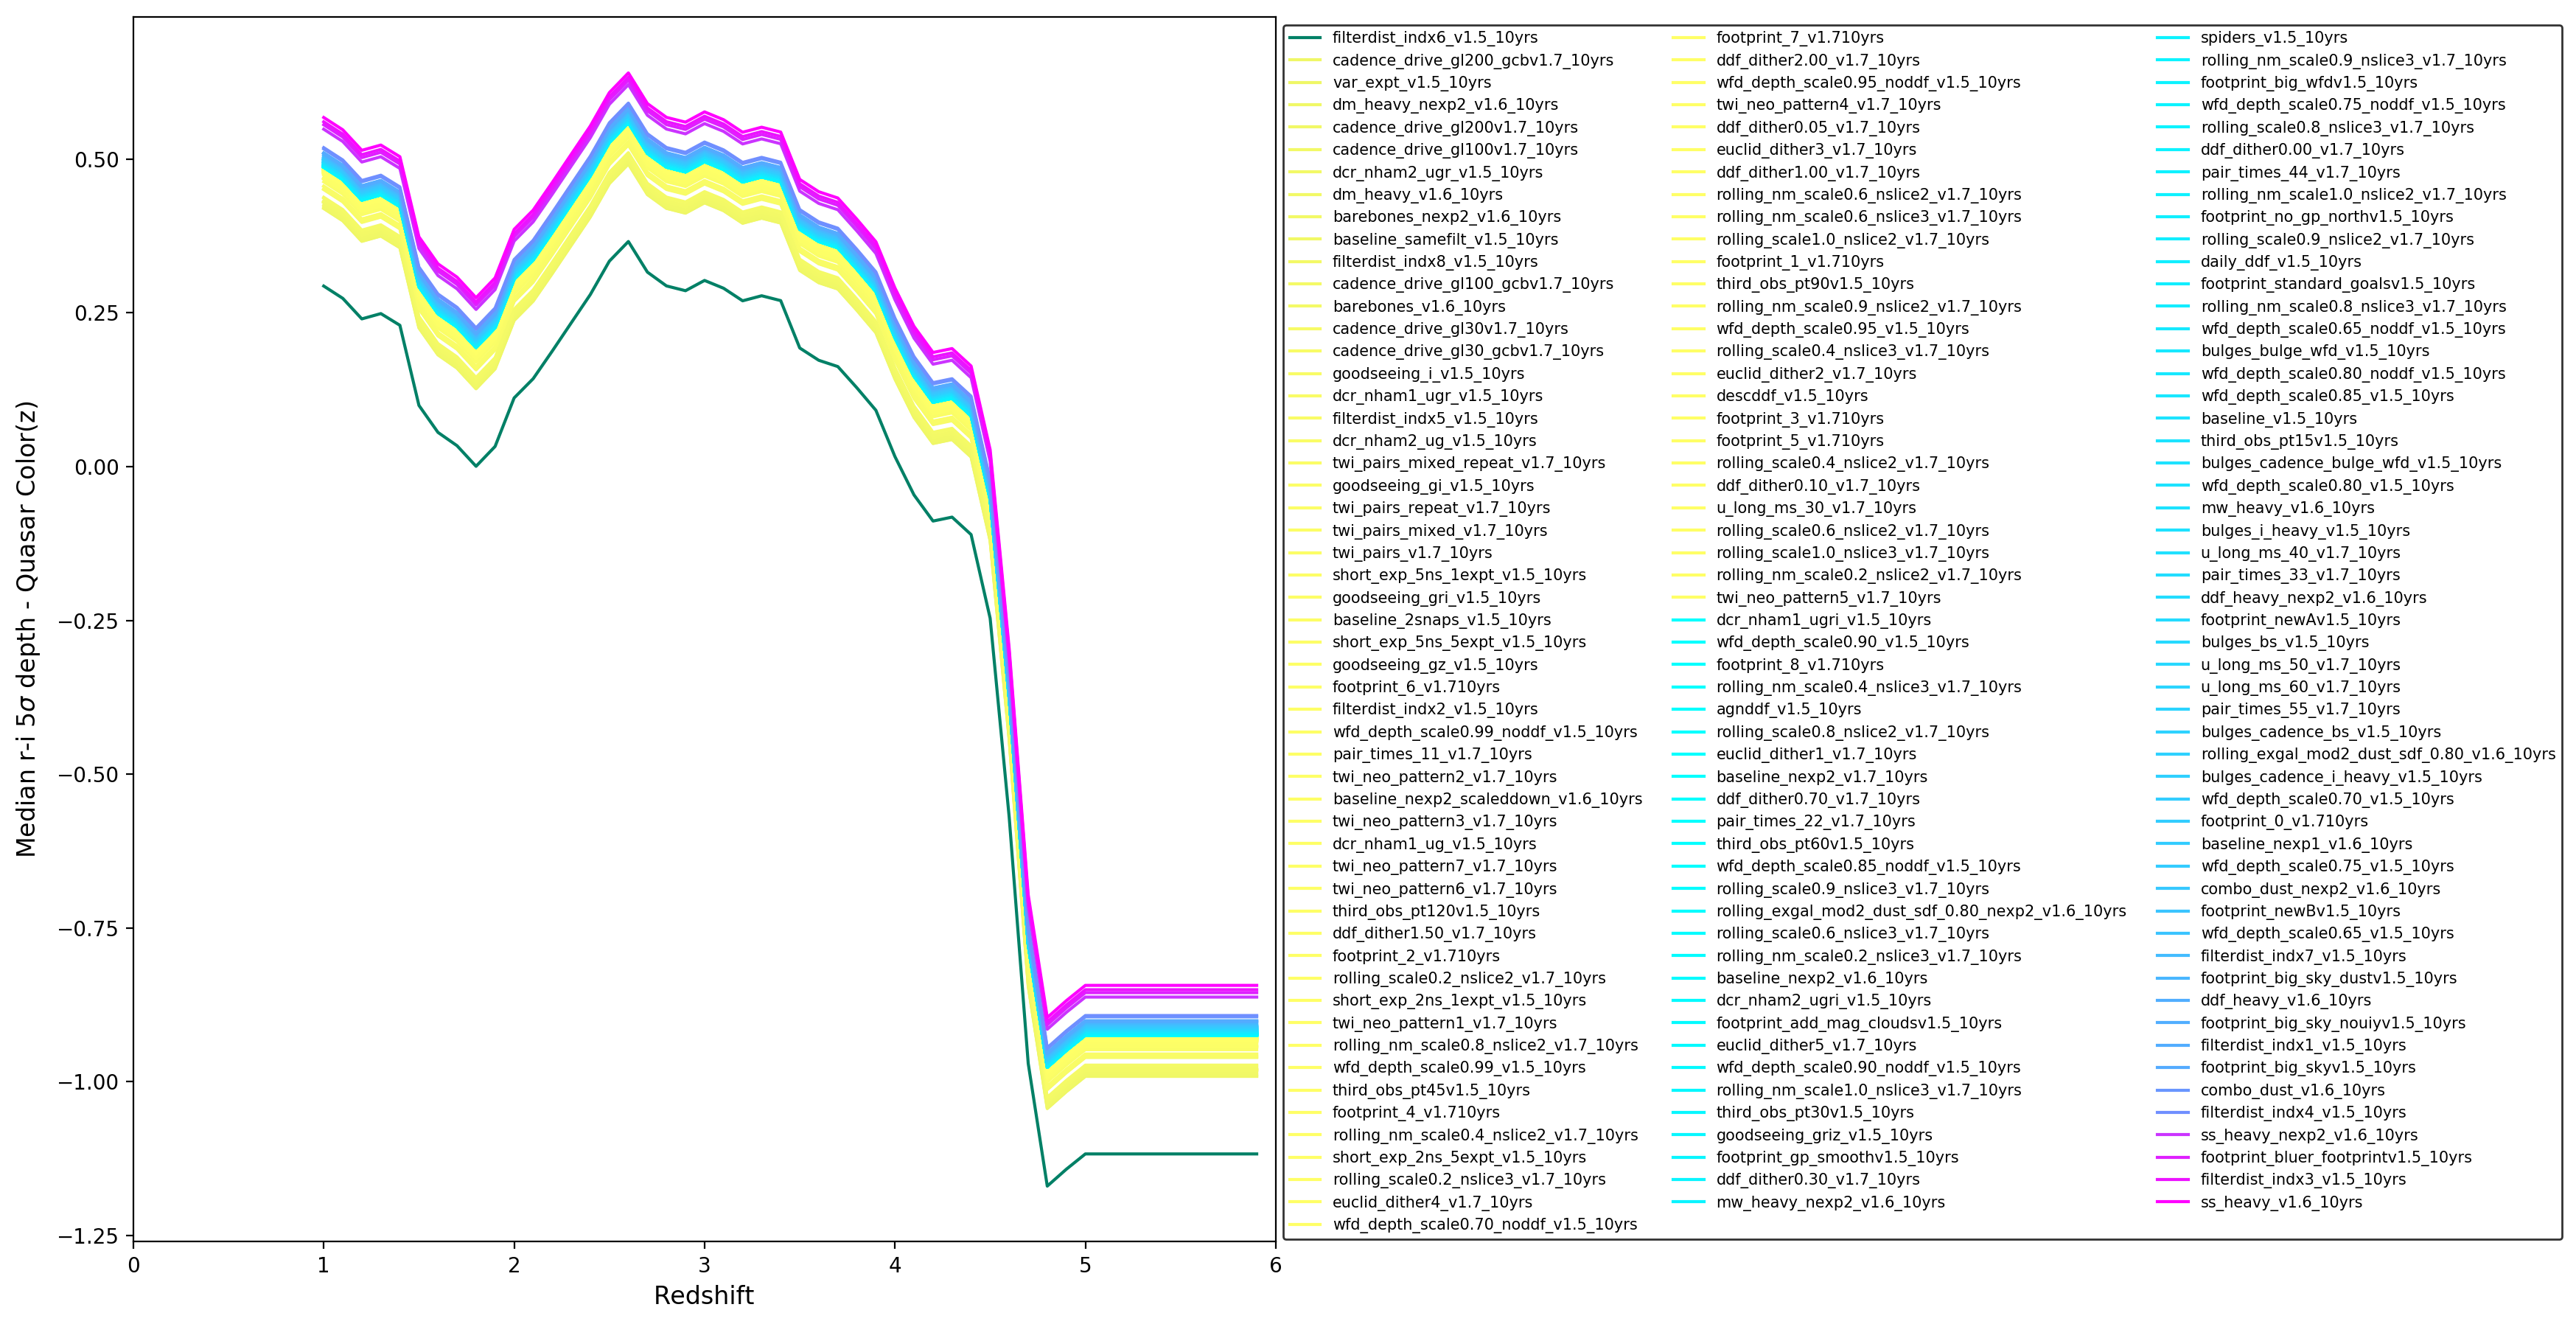 Median r-i 5σ depth - Quasar Color(z)
0.50
0.25
0.00
−0.25
−0.50
−0.75
−1.00
−1.25
0 1 2 3 4 5 6
Redshift
filterdist_indx6_v1.5_10yrs
cadence_drive_gl200_gcbv1.7_10yrs
var_expt_v1.5_10yrs
dm_heavy_nexp2_v1.6_10yrs
cadence_drive_gl200v1.7_10yrs
cadence_drive_gl100v1.7_10yrs
dcr_nham2_ugr_v1.5_10yrs
dm_heavy_v1.6_10yrs
barebones_nexp2_v1.6_10yrs
baseline_samefilt_v1.5_10yrs
filterdist_indx8_v1.5_10yrs
cadence_drive_gl100_gcbv1.7_10yrs
barebones_v1.6_10yrs
cadence_drive_gl30v1.7_10yrs
cadence_drive_gl30_gcbv1.7_10yrs
goodseeing_i_v1.5_10yrs
dcr_nham1_ugr_v1.5_10yrs
filterdist_indx5_v1.5_10yrs
dcr_nham2_ug_v1.5_10yrs
twi_pairs_mixed_repeat_v1.7_10yrs
goodseeing_gi_v1.5_10yrs
twi_pairs_repeat_v1.7_10yrs
twi_pairs_mixed_v1.7_10yrs
twi_pairs_v1.7_10yrs
short_exp_5ns_1expt_v1.5_10yrs
goodseeing_gri_v1.5_10yrs
baseline_2snaps_v1.5_10yrs
short_exp_5ns_5expt_v1.5_10yrs
goodseeing_gz_v1.5_10yrs
footprint_6_v1.710yrs
filterdist_indx2_v1.5_10yrs
wfd_depth_scale0.99_noddf_v1.5_10yrs
pair_times_11_v1.7_10yrs
twi_neo_pattern2_v1.7_10yrs
baseline_nexp2_scaleddown_v1.6_10yrs
twi_neo_pattern3_v1.7_10yrs
dcr_nham1_ug_v1.5_10yrs
twi_neo_pattern7_v1.7_10yrs
twi_neo_pattern6_v1.7_10yrs
third_obs_pt120v1.5_10yrs
ddf_dither1.50_v1.7_10yrs
footprint_2_v1.710yrs
rolling_scale0.2_nslice2_v1.7_10yrs
short_exp_2ns_1expt_v1.5_10yrs
twi_neo_pattern1_v1.7_10yrs
rolling_nm_scale0.8_nslice2_v1.7_10yrs
wfd_depth_scale0.99_v1.5_10yrs
third_obs_pt45v1.5_10yrs
footprint_4_v1.710yrs
rolling_nm_scale0.4_nslice2_v1.7_10yrs
short_exp_2ns_5expt_v1.5_10yrs
rolling_scale0.2_nslice3_v1.7_10yrs
euclid_dither4_v1.7_10yrs
wfd_depth_scale0.70_noddf_v1.5_10yrs
footprint_7_v1.710yrs
ddf_dither2.00_v1.7_10yrs
wfd_depth_scale0.95_noddf_v1.5_10yrs
twi_neo_pattern4_v1.7_10yrs
ddf_dither0.05_v1.7_10yrs
euclid_dither3_v1.7_10yrs
ddf_dither1.00_v1.7_10yrs
rolling_nm_scale0.6_nslice2_v1.7_10yrs
rolling_nm_scale0.6_nslice3_v1.7_10yrs
rolling_scale1.0_nslice2_v1.7_10yrs
footprint_1_v1.710yrs
third_obs_pt90v1.5_10yrs
rolling_nm_scale0.9_nslice2_v1.7_10yrs
wfd_depth_scale0.95_v1.5_10yrs
rolling_scale0.4_nslice3_v1.7_10yrs
euclid_dither2_v1.7_10yrs
descddf_v1.5_10yrs
footprint_3_v1.710yrs
footprint_5_v1.710yrs
rolling_scale0.4_nslice2_v1.7_10yrs
ddf_dither0.10_v1.7_10yrs
u_long_ms_30_v1.7_10yrs
rolling_scale0.6_nslice2_v1.7_10yrs
rolling_scale1.0_nslice3_v1.7_10yrs
rolling_nm_scale0.2_nslice2_v1.7_10yrs
twi_neo_pattern5_v1.7_10yrs
dcr_nham1_ugri_v1.5_10yrs
wfd_depth_scale0.90_v1.5_10yrs
footprint_8_v1.710yrs
rolling_nm_scale0.4_nslice3_v1.7_10yrs
agnddf_v1.5_10yrs
rolling_scale0.8_nslice2_v1.7_10yrs
euclid_dither1_v1.7_10yrs
baseline_nexp2_v1.7_10yrs
ddf_dither0.70_v1.7_10yrs
pair_times_22_v1.7_10yrs
third_obs_pt60v1.5_10yrs
wfd_depth_scale0.85_noddf_v1.5_10yrs
rolling_scale0.9_nslice3_v1.7_10yrs
rolling_exgal_mod2_dust_sdf_0.80_nexp2_v1.6_10yrs
rolling_scale0.6_nslice3_v1.7_10yrs
rolling_nm_scale0.2_nslice3_v1.7_10yrs
baseline_nexp2_v1.6_10yrs
dcr_nham2_ugri_v1.5_10yrs
footprint_add_mag_cloudsv1.5_10yrs
euclid_dither5_v1.7_10yrs
wfd_depth_scale0.90_noddf_v1.5_10yrs
rolling_nm_scale1.0_nslice3_v1.7_10yrs
third_obs_pt30v1.5_10yrs
goodseeing_griz_v1.5_10yrs
footprint_gp_smoothv1.5_10yrs
ddf_dither0.30_v1.7_10yrs
mw_heavy_nexp2_v1.6_10yrs
spiders_v1.5_10yrs
rolling_nm_scale0.9_nslice3_v1.7_10yrs
footprint_big_wfdv1.5_10yrs
wfd_depth_scale0.75_noddf_v1.5_10yrs
rolling_scale0.8_nslice3_v1.7_10yrs
ddf_dither0.00_v1.7_10yrs
pair_times_44_v1.7_10yrs
rolling_nm_scale1.0_nslice2_v1.7_10yrs
footprint_no_gp_northv1.5_10yrs
rolling_scale0.9_nslice2_v1.7_10yrs
daily_ddf_v1.5_10yrs
footprint_standard_goalsv1.5_10yrs
rolling_nm_scale0.8_nslice3_v1.7_10yrs
wfd_depth_scale0.65_noddf_v1.5_10yrs
bulges_bulge_wfd_v1.5_10yrs
wfd_depth_scale0.80_noddf_v1.5_10yrs
wfd_depth_scale0.85_v1.5_10yrs
baseline_v1.5_10yrs
third_obs_pt15v1.5_10yrs
bulges_cadence_bulge_wfd_v1.5_10yrs
wfd_depth_scale0.80_v1.5_10yrs
mw_heavy_v1.6_10yrs
bulges_i_heavy_v1.5_10yrs
u_long_ms_40_v1.7_10yrs
pair_times_33_v1.7_10yrs
ddf_heavy_nexp2_v1.6_10yrs
footprint_newAv1.5_10yrs
bulges_bs_v1.5_10yrs
u_long_ms_50_v1.7_10yrs
u_long_ms_60_v1.7_10yrs
pair_times_55_v1.7_10yrs
bulges_cadence_bs_v1.5_10yrs
rolling_exgal_mod2_dust_sdf_0.80_v1.6_10yrs
bulges_cadence_i_heavy_v1.5_10yrs
wfd_depth_scale0.70_v1.5_10yrs
footprint_0_v1.710yrs
baseline_nexp1_v1.6_10yrs
wfd_depth_scale0.75_v1.5_10yrs
combo_dust_nexp2_v1.6_10yrs
footprint_newBv1.5_10yrs
wfd_depth_scale0.65_v1.5_10yrs
filterdist_indx7_v1.5_10yrs
footprint_big_sky_dustv1.5_10yrs
ddf_heavy_v1.6_10yrs
footprint_big_sky_nouiyv1.5_10yrs
filterdist_indx1_v1.5_10yrs
footprint_big_skyv1.5_10yrs
combo_dust_v1.6_10yrs
filterdist_indx4_v1.5_10yrs
ss_heavy_nexp2_v1.6_10yrs
footprint_bluer_footprintv1.5_10yrs
filterdist_indx3_v1.5_10yrs
ss_heavy_v1.6_10yrs